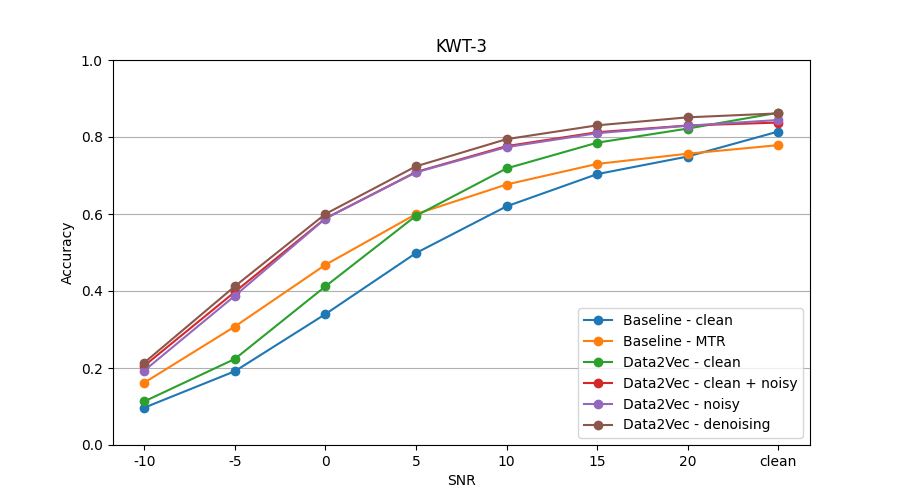 KWT-3
1.0
0.8
0.6
0.4
0.2
0.0
Accuracy
Baseline - clean
Baseline - MTR
Data2Vec - clean
Data2Vec - clean + noisy
Data2Vec - noisy
Data2Vec - denoising
-10 -5 0 5 10 15 20 clean
SNR